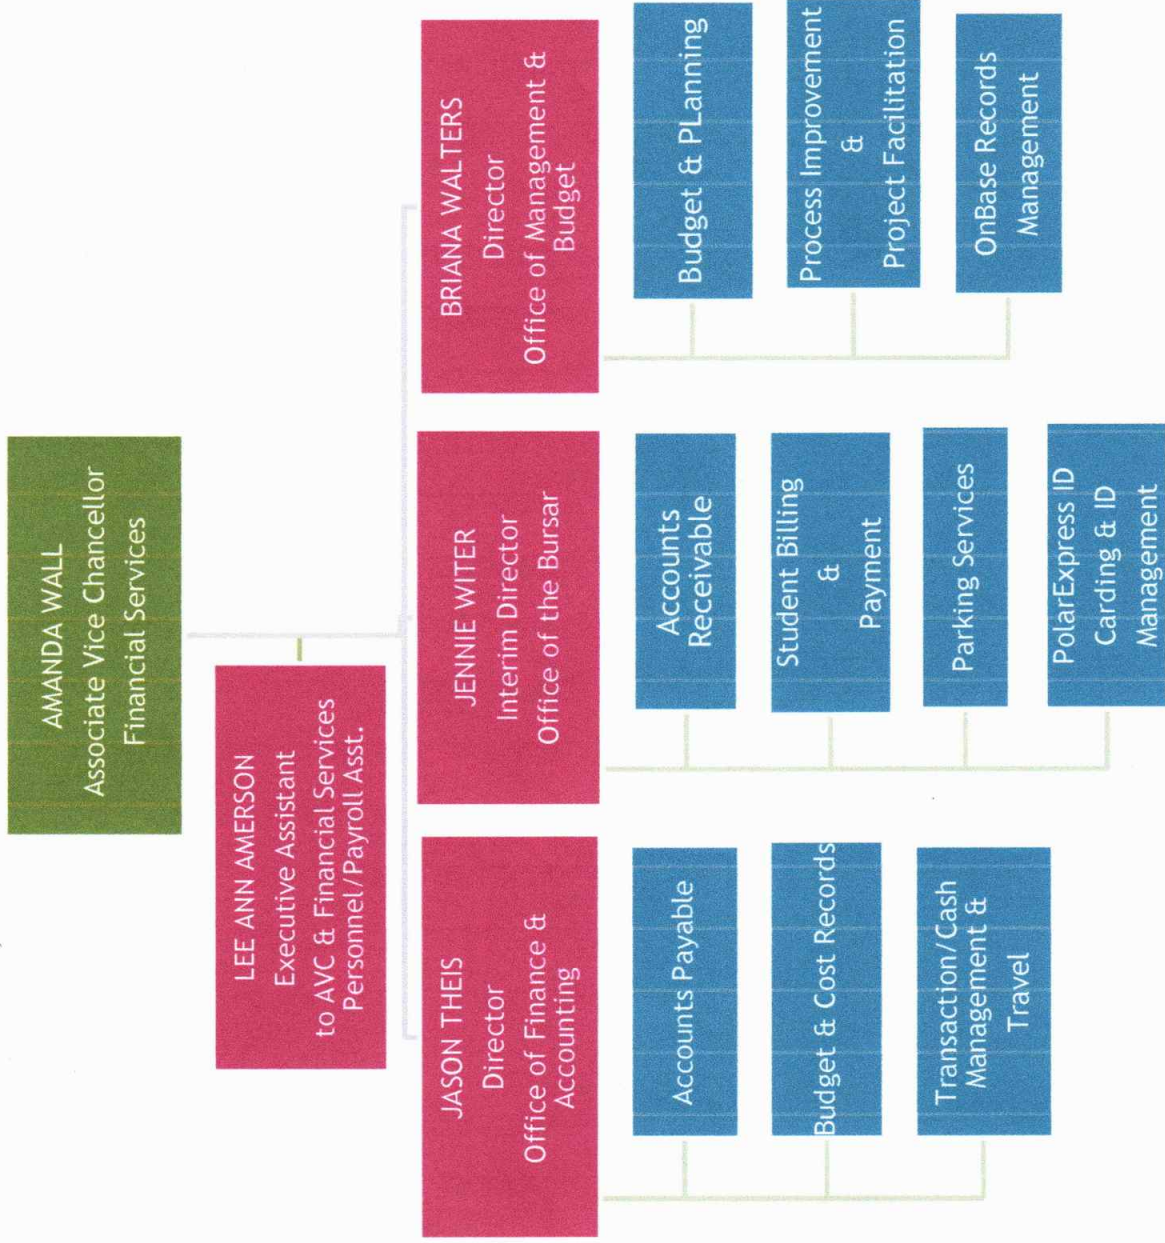 AMANDA WALL
Associate Vice Chancellor
Financial Services
LEE ANN AMERSON
Executive Assistant
to AVC & Financial Services
Personnel/Payroll Asst.
JASON THEIS
Director
Office of Finance &
Accounting
Accounts Payable
Budget & Cost Records
Transaction/Cash
Management &
Travel
JENNIE WITER
Interim Director
Office of the Bursar
Accounts
Receivable
Student Billing
&
Payment
Parking Services
PolarExpress ID
Carding & ID
Management
BRIANA WALTERS
Director
Office of Management &
Budget
Budget & PLanning
Process Improvement
&
Project Facilitation
OnBase Records
Management